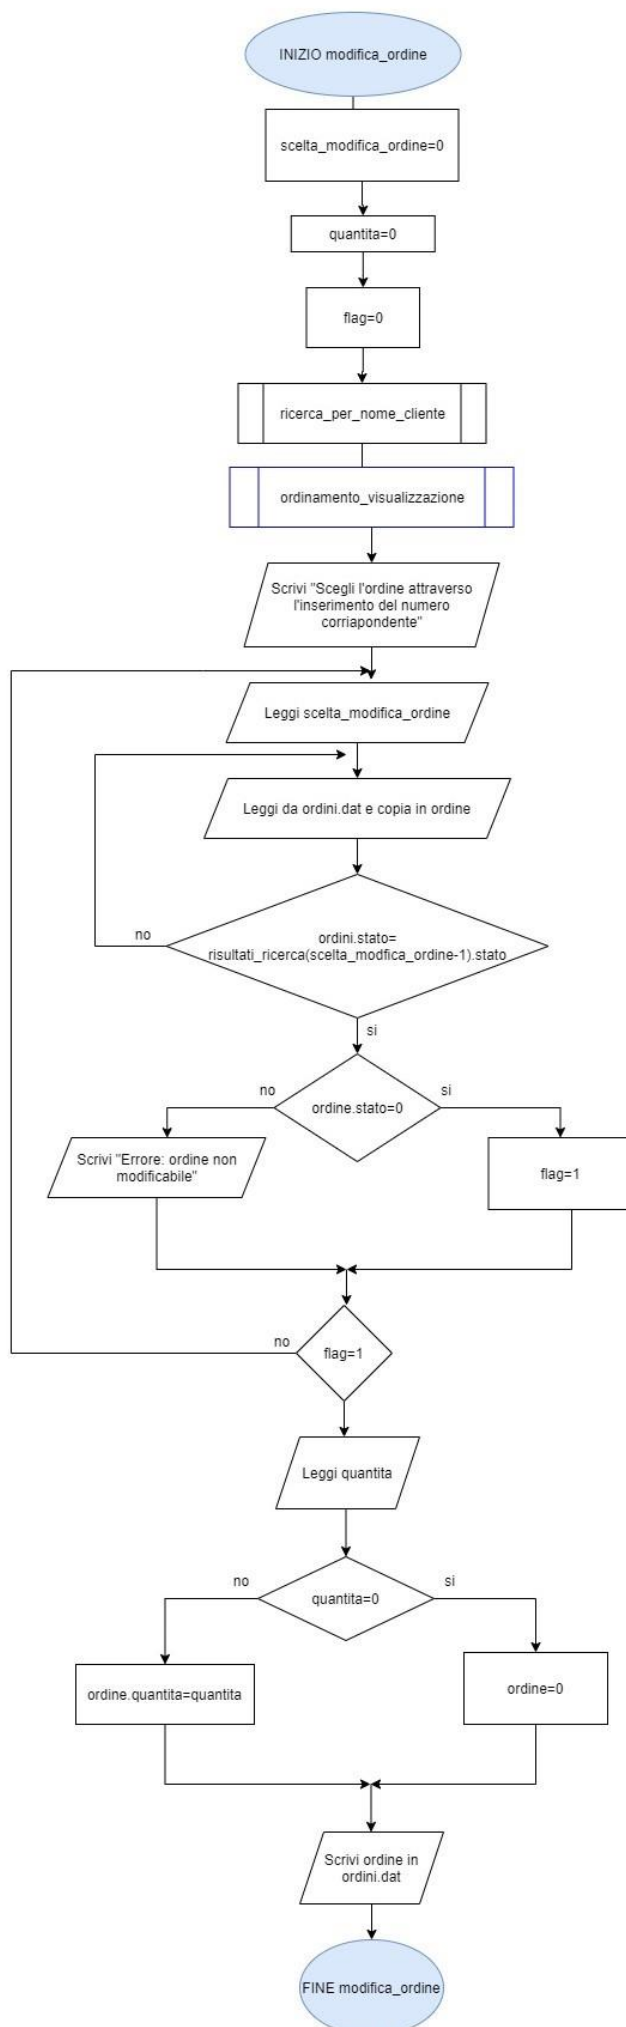 INIZIO modifica_ordine
scelta_modifica_ordine=0
quantita=0
flag=0
ricerca_per_nome_cliente
ordinamento_visualizzazione
Scrivi "Scegli l'ordine attraverso
l'inserimento del numero
corriapondente"
Leggi scelta_modifica_ordine
Leggi da ordini.dat e copia in ordine
no
ordini.stato=
risultati_ricerca(scelta_modfica_ordine-1).stato
si
no
ordine.stato=0
si
Scrivi "Errore: ordine non
modificabile"
flag=1
no
flag=1
Leggi quantita
no
quantita=0
si
ordine.quantita=quantita
ordine=0
Scrivi ordine in
ordini.dat
FINE modifica_ordine